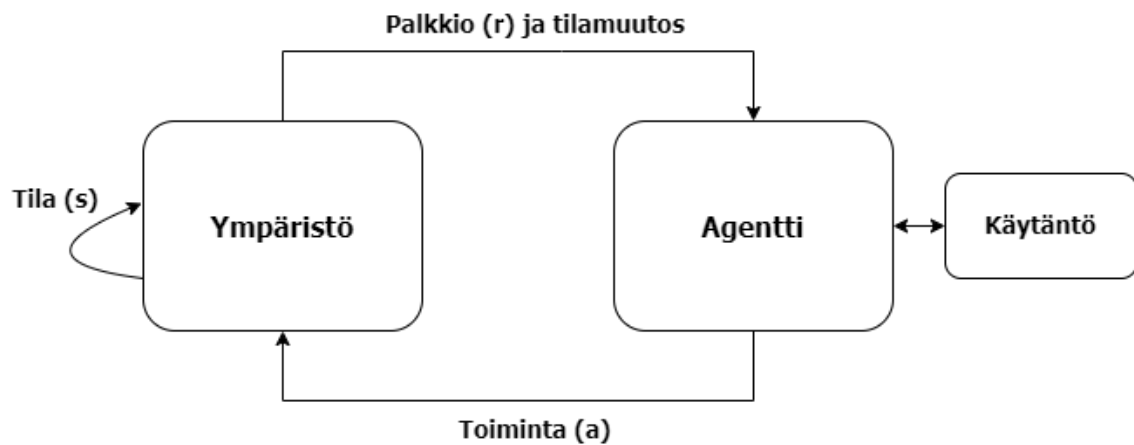 Palkkio (r) ja tilamuutos
Tila (s)
Ympäristö
Agentti
Käytäntö
Toiminta (a)